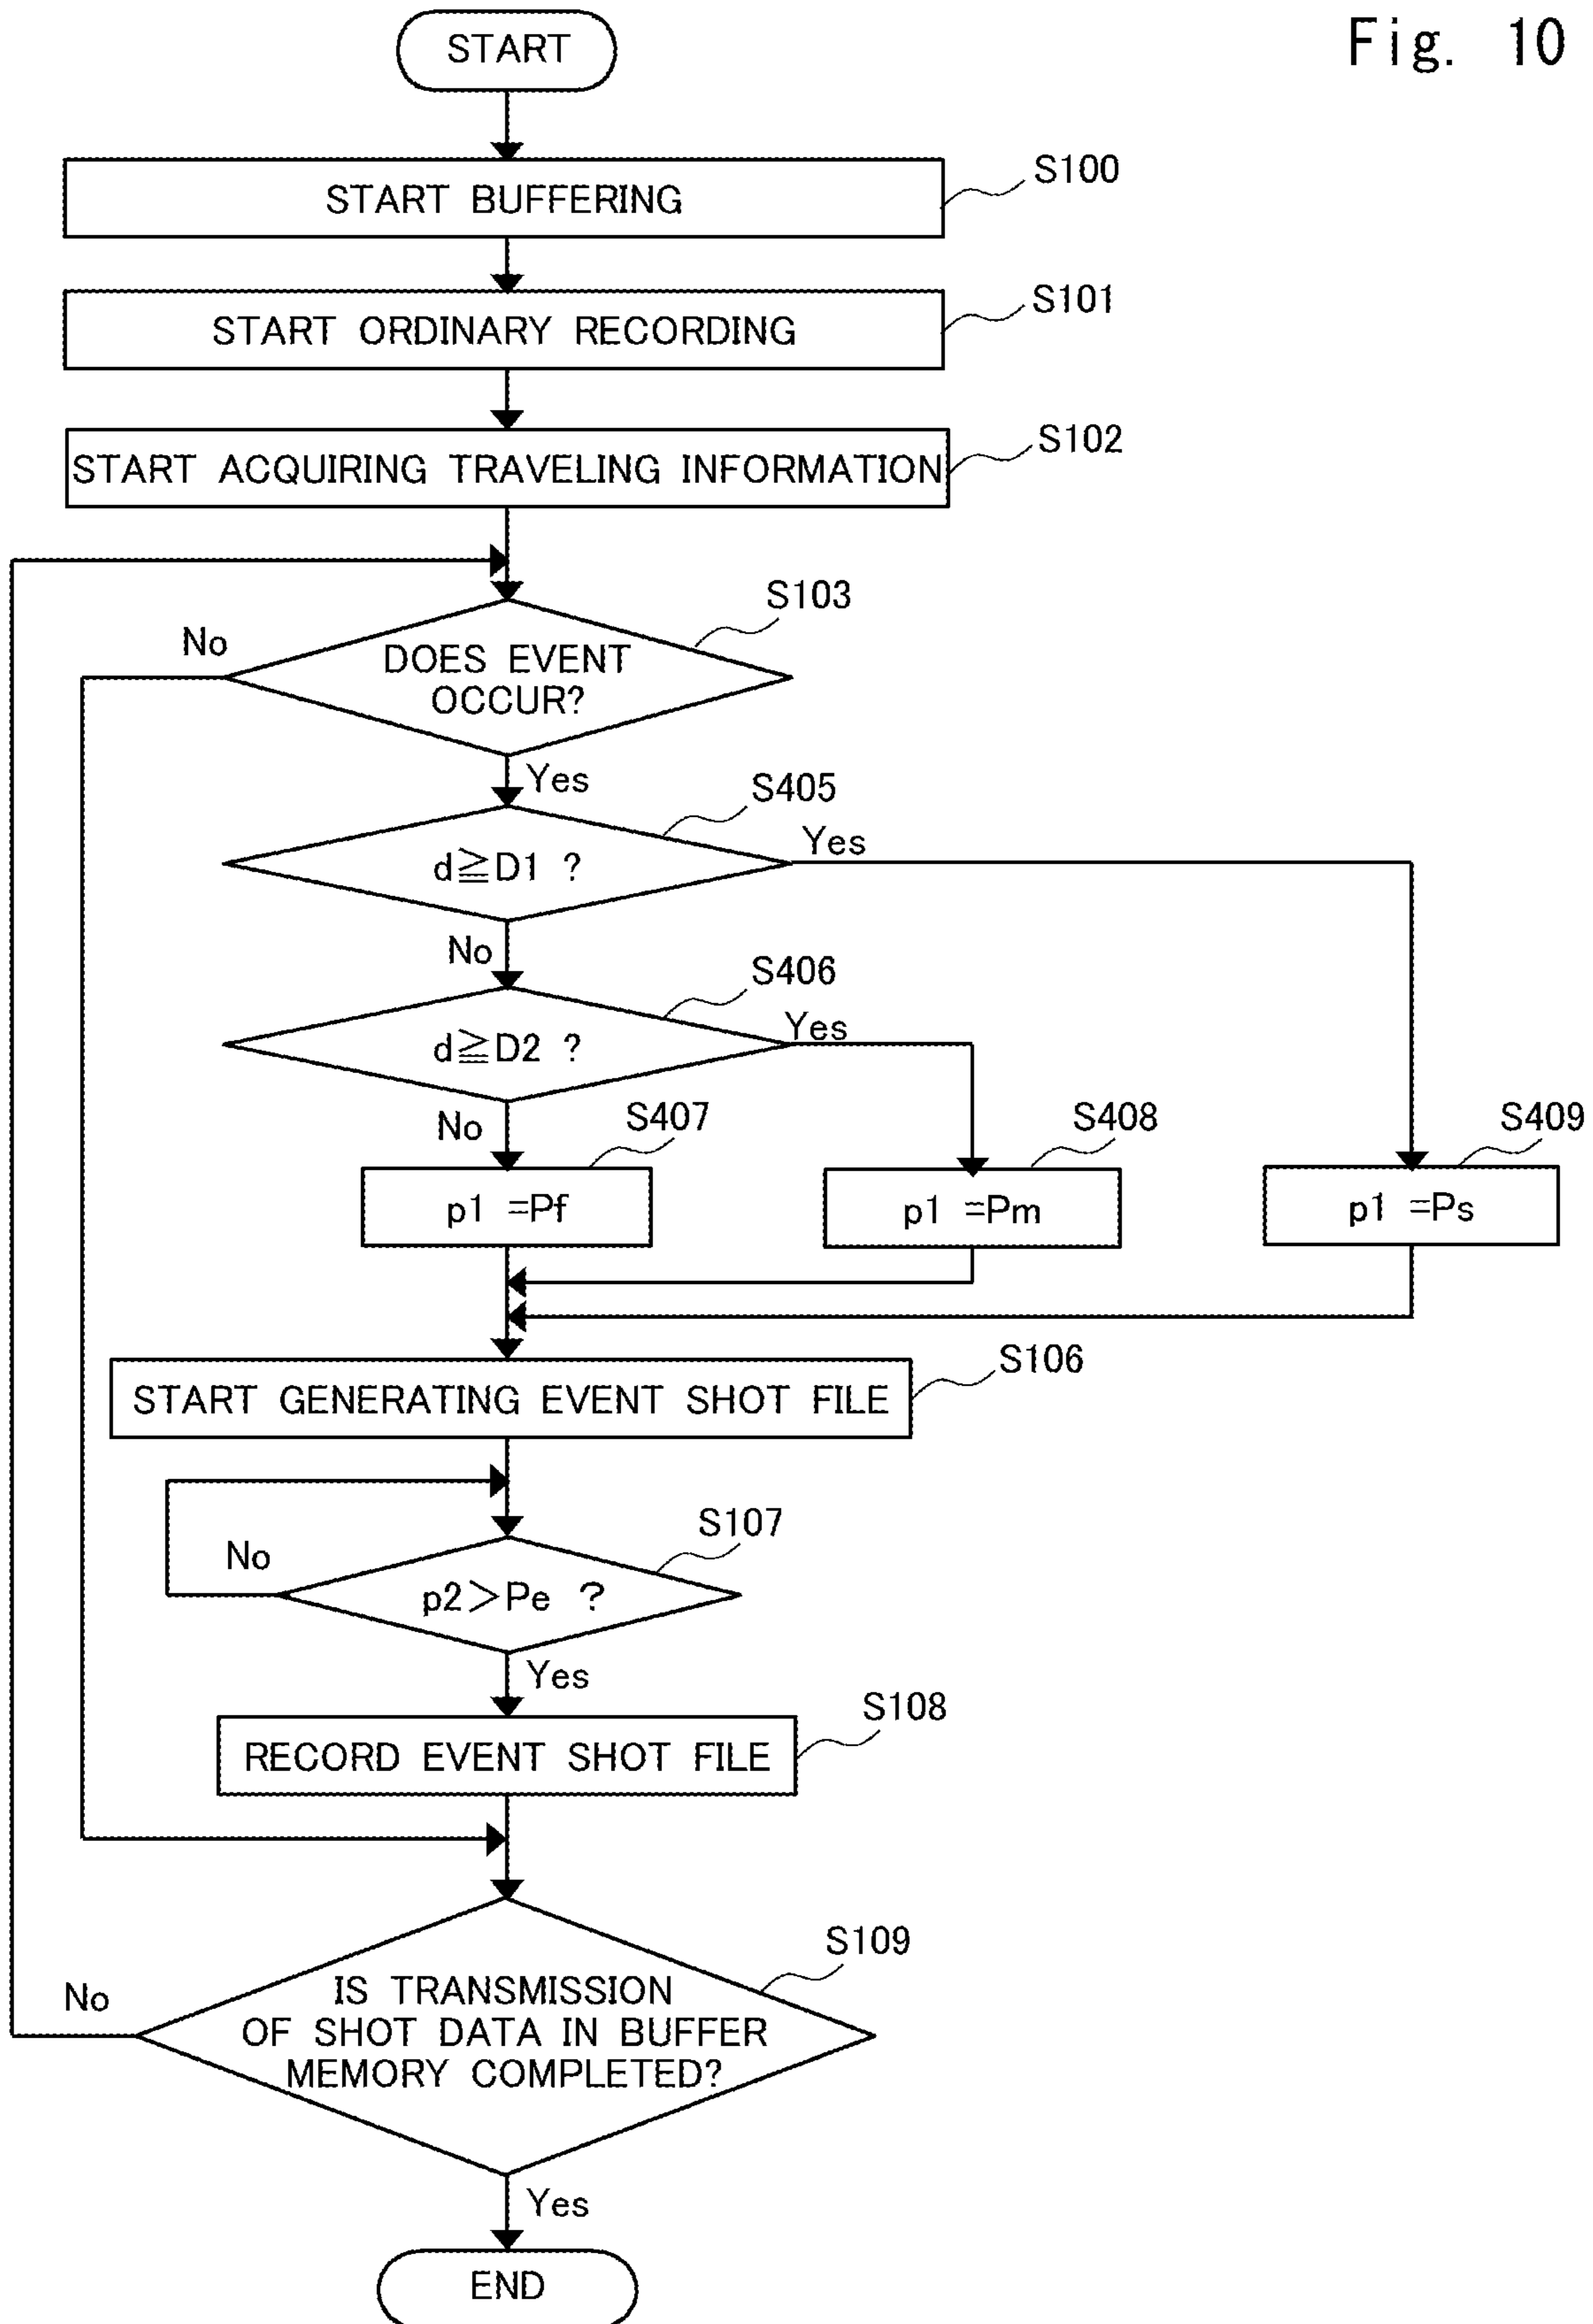 Fig. 10
START
START BUFFERING
S100
START ORDINARY RECORDING
S101
START ACQUIRING TRAVELING INFORMATION
S102
S103
No
DOES EVENT
OCCUR?
Yes
S405
Yes
d≧D1 ?
No
S406
Yes
d≧D2 ?
No
S407
S408
S409
p1 =Pf
p1 =Pm
p1 =Ps
S106
START GENERATING EVENT SHOT FILE
S107
No
p2>Pe ?
Yes
S108
RECORD EVENT SHOT FILE
S109
No
IS TRANSMISSION
OF SHOT DATA IN BUFFER
MEMORY COMPLETED?
Yes
END